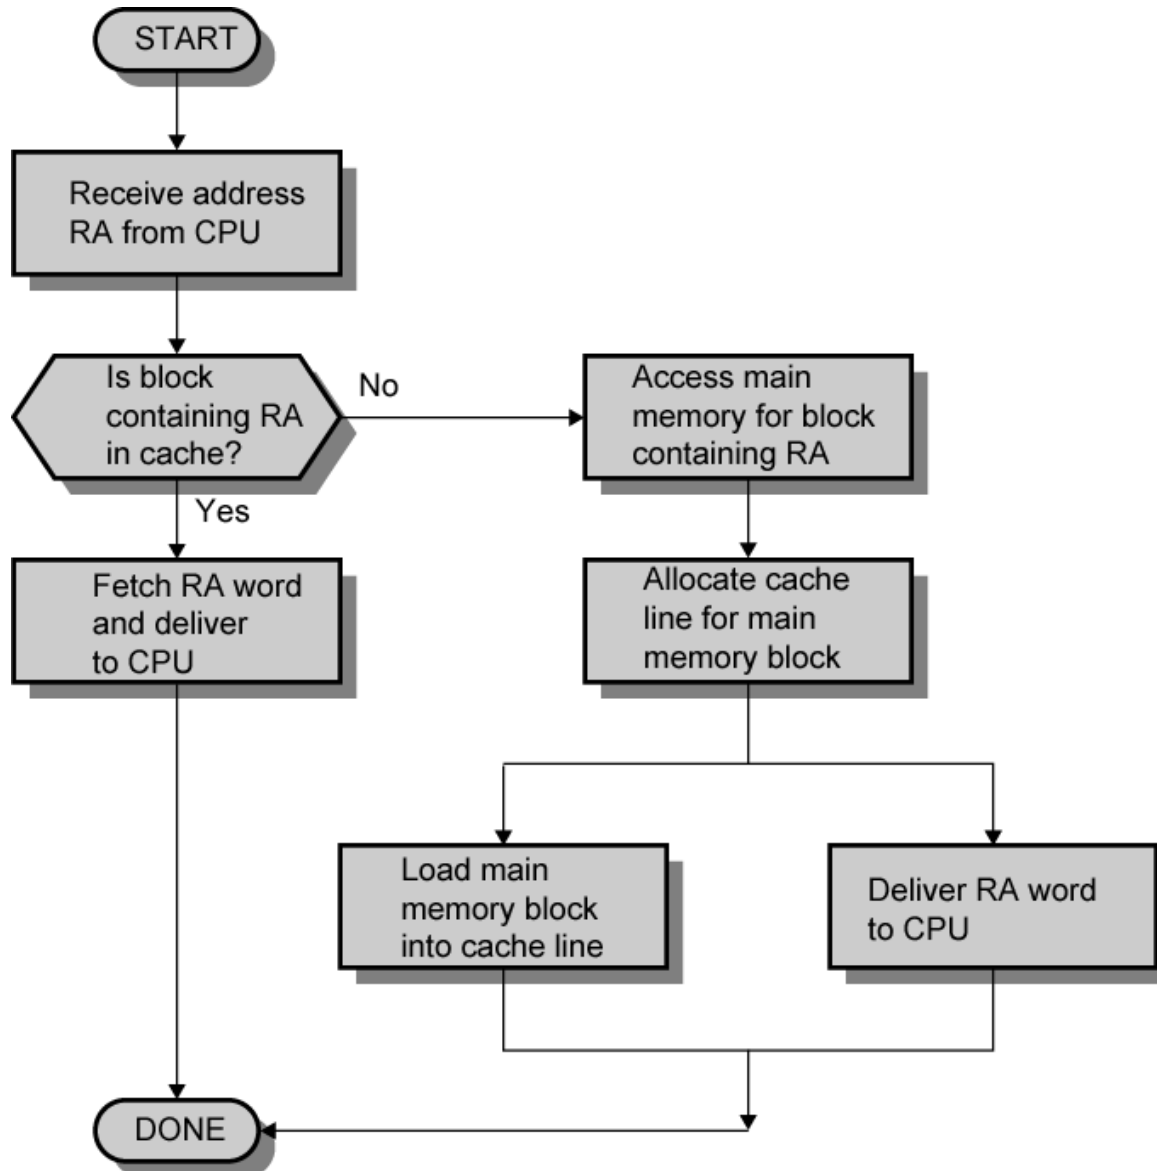 START
Receive address
RA from CPU
Is block
containing RA
in cache?
No
Access main
memory for block
containing RA
Yes
Fetch RA word
and deliver
to CPU
Allocate cache
line for main
memory block
Load main
memory block
into cache line
Deliver RA word
to CPU
DONE